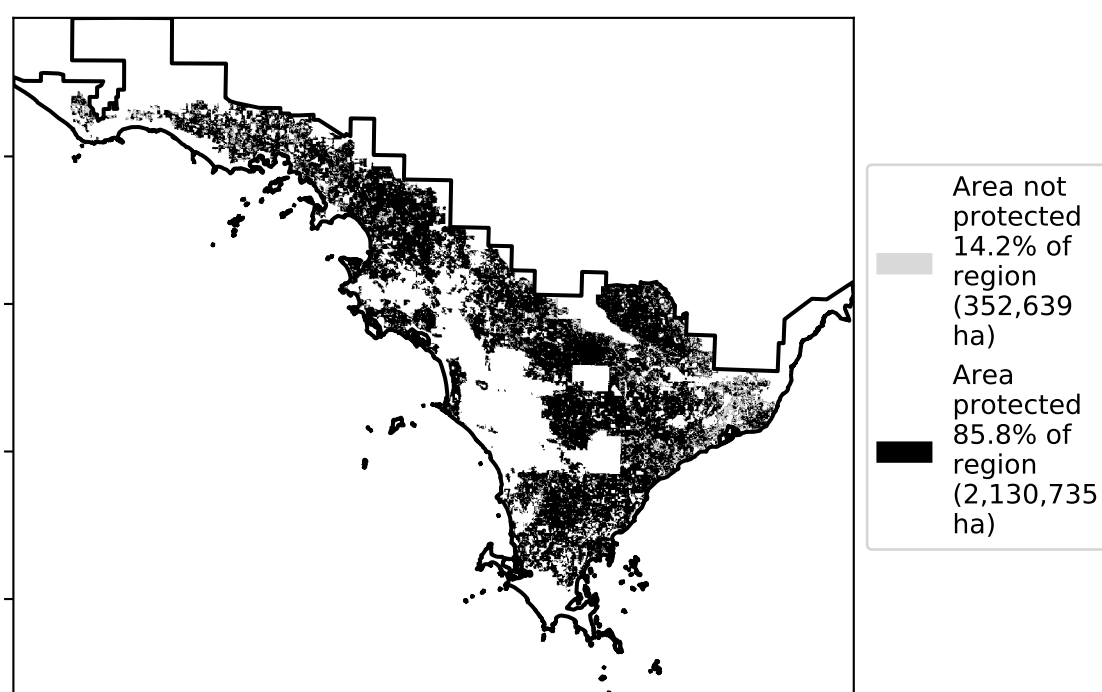 Area not
protected
14.2% of
region
(352,639
ha)
Area
protected
85.8% of
region
(2,130,735
ha)